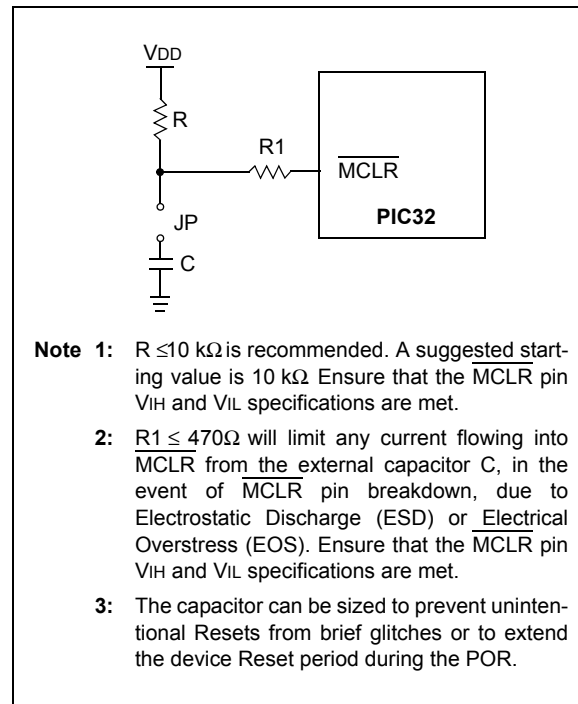 VDD
R
R1
MCLR
JP
PIC32
C
Note 1: R ≤10 kΩ is recommended. A suggested start-
ing value is 10 kΩ Ensure that the MCLR pin
VIH and VIL specifications are met.
2: R1 ≤ 470Ω will limit any current flowing into
MCLR from the external capacitor C, in the
event of MCLR pin breakdown, due to
Electrostatic Discharge (ESD) or Electrical
Overstress (EOS). Ensure that the MCLR pin
VIH and VIL specifications are met.
3: The capacitor can be sized to prevent uninten-
tional Resets from brief glitches or to extend
the device Reset period during the POR.